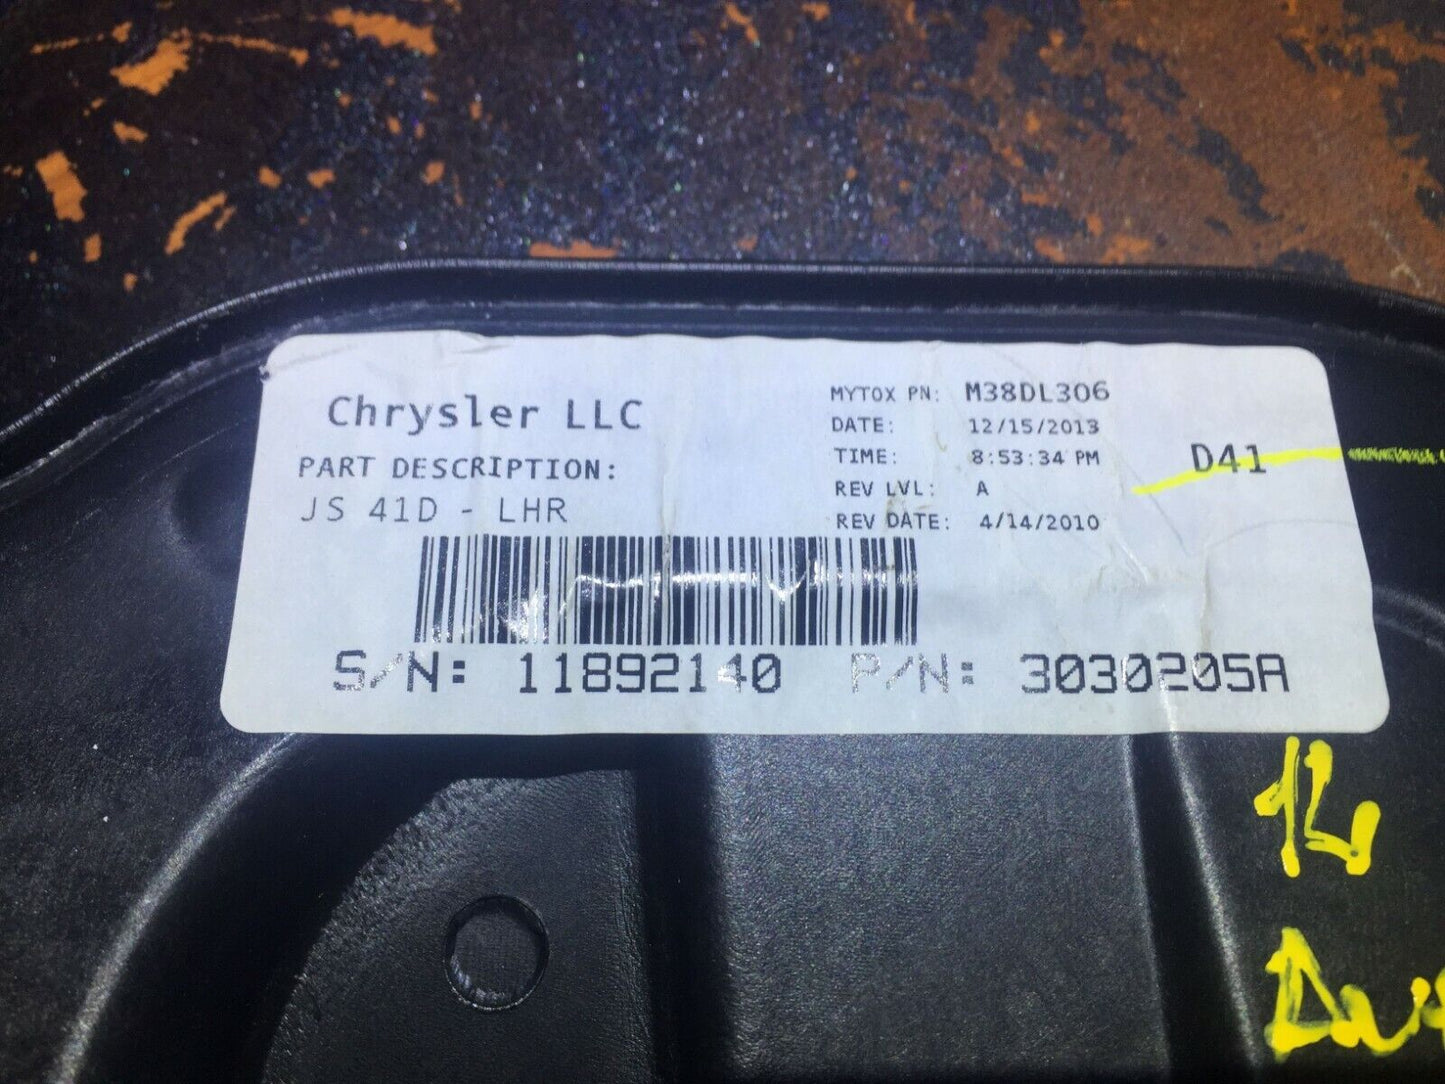 Chrysler LLC
PART DESCRIPTION:
JS 41D - LHR
MYTOX PN: M38DL306
DATE: 12/15/2013
TIME: 8:53:34 PM
REV LVL: A
REV DATE: 4/14/2010
D41
S/N: 11892140 P/N: 3030205A